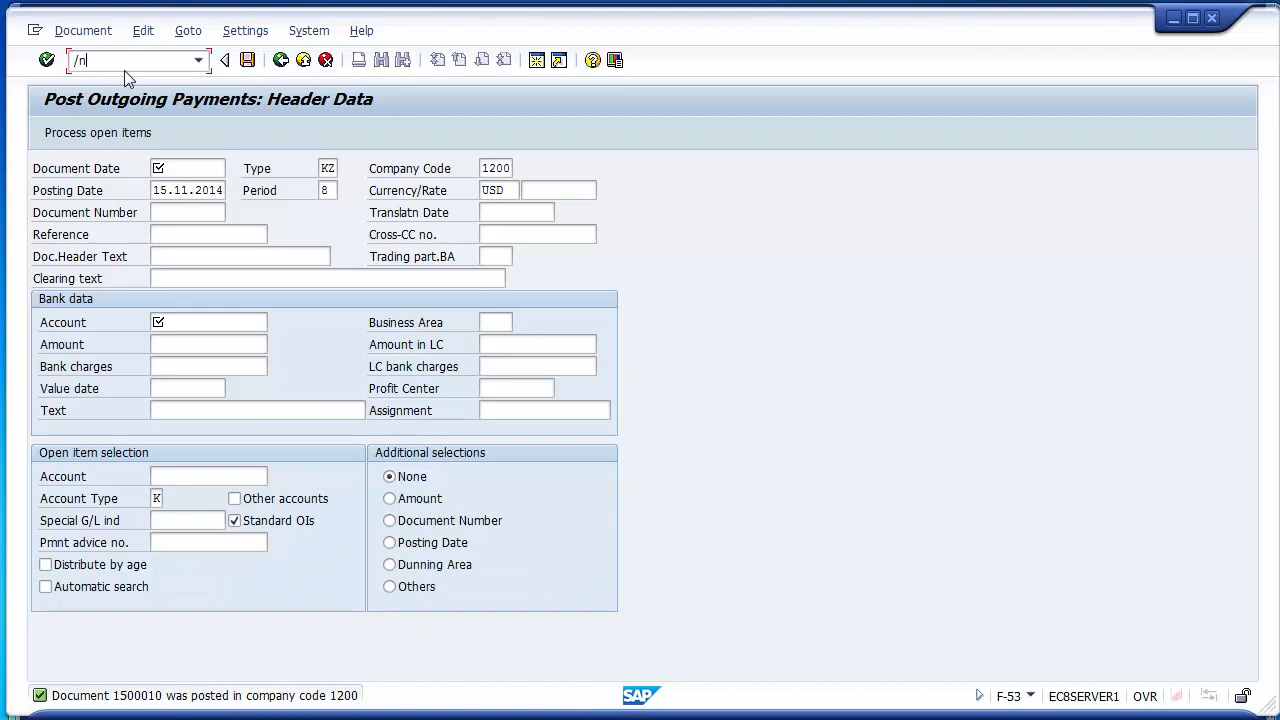 Document Edit Goto Settings System Help
/n
Post Outgoing Payments: Header Data
Process open items
Document Date Type KZ Company Code 1200
Posting Date 15.11.2014 Period 8 Currency/Rate USD
Document Number Translatn Date
Reference Cross-CC no.
Doc.Header Text Trading part.BA
Clearing text
Bank data
Account Business Area
Amount Amount in LC
Bank charges LC bank charges
Value date Profit Center
Text Assignment
Open item selection Additional selections
Account None
Account Type K Other accounts Amount
Special G/L ind Standard OIs Document Number
Pmnt advice no. Posting Date
Distribute by age Dunning Area
Automatic search Others
Document 1500010 was posted in company code 1200 SAP F-53 EC8SERVER1 OVR